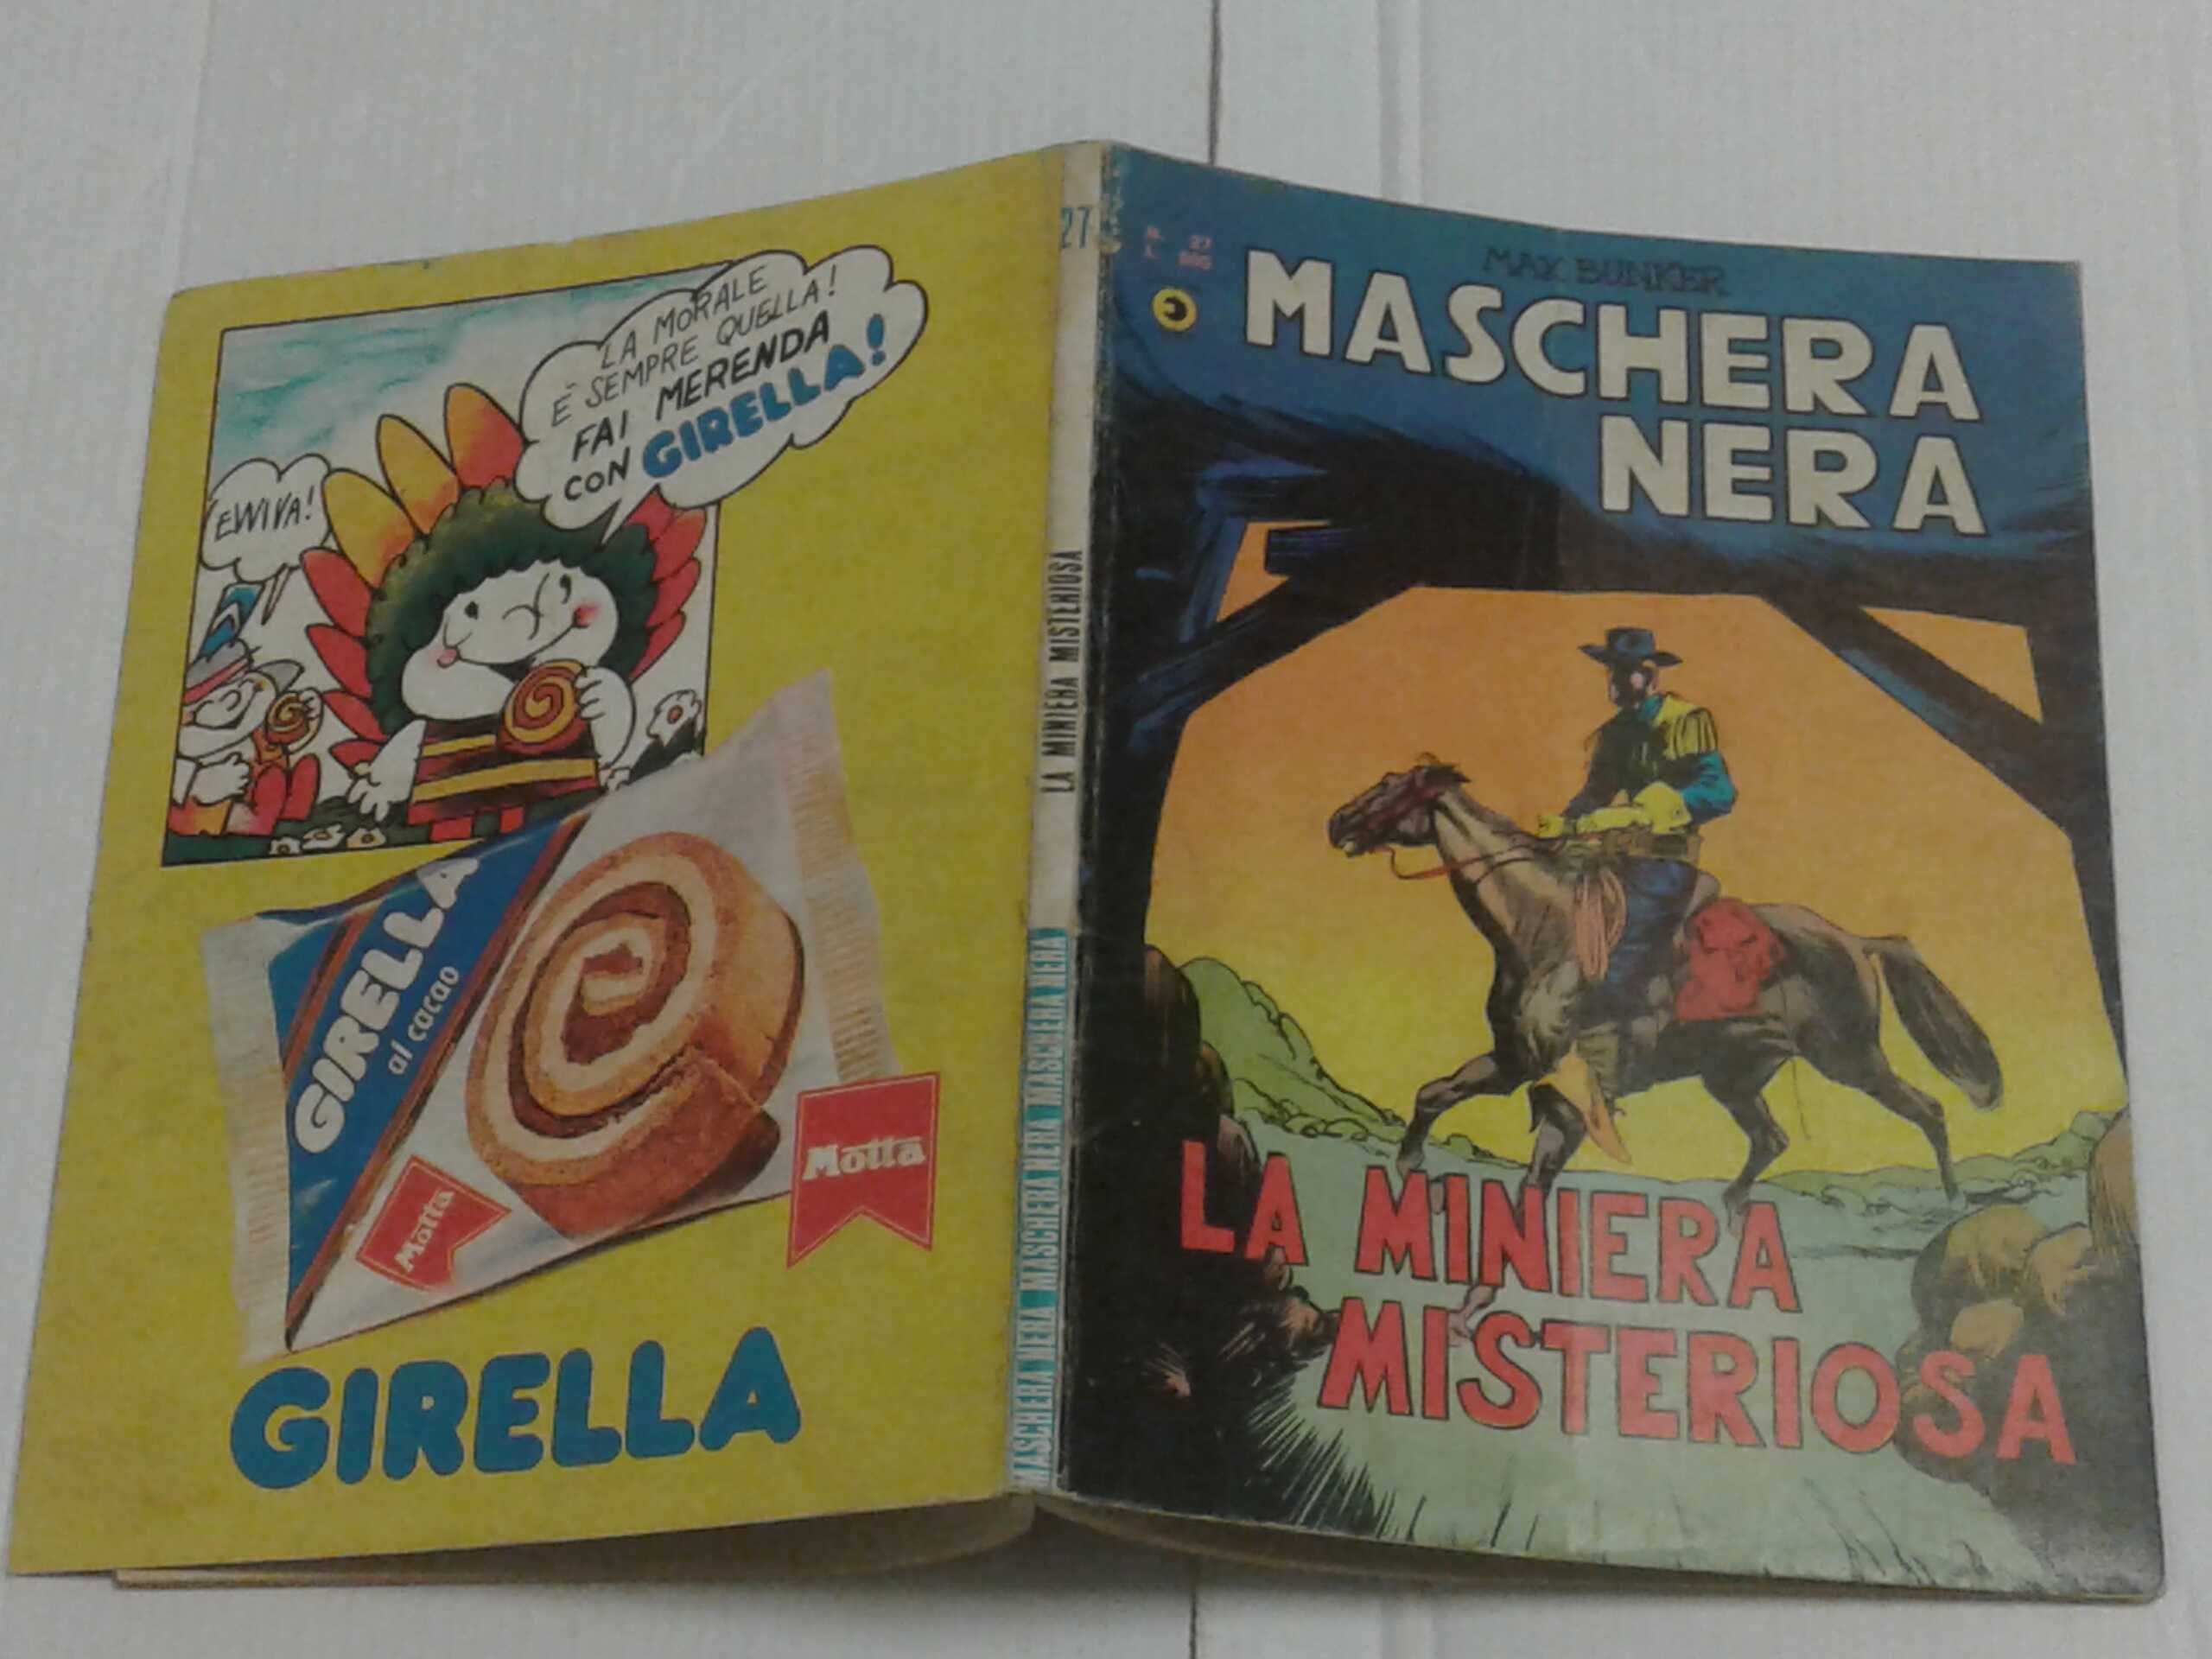 LA MORALE
È SEMPRE QUELLA!
FAI MERENDA
CON GIRELLA!
EVVIVA!
GIRELLA
al cacao
Motta
Motta
GIRELLA
27
LA MINIERA MISTERIOSA
MASCHERA NERA MASCHERA NERA MASCHERA NERA
N. 27
MAX BUNKER
MASCHERA
NERA
LA MINIERA
MISTERIOSA